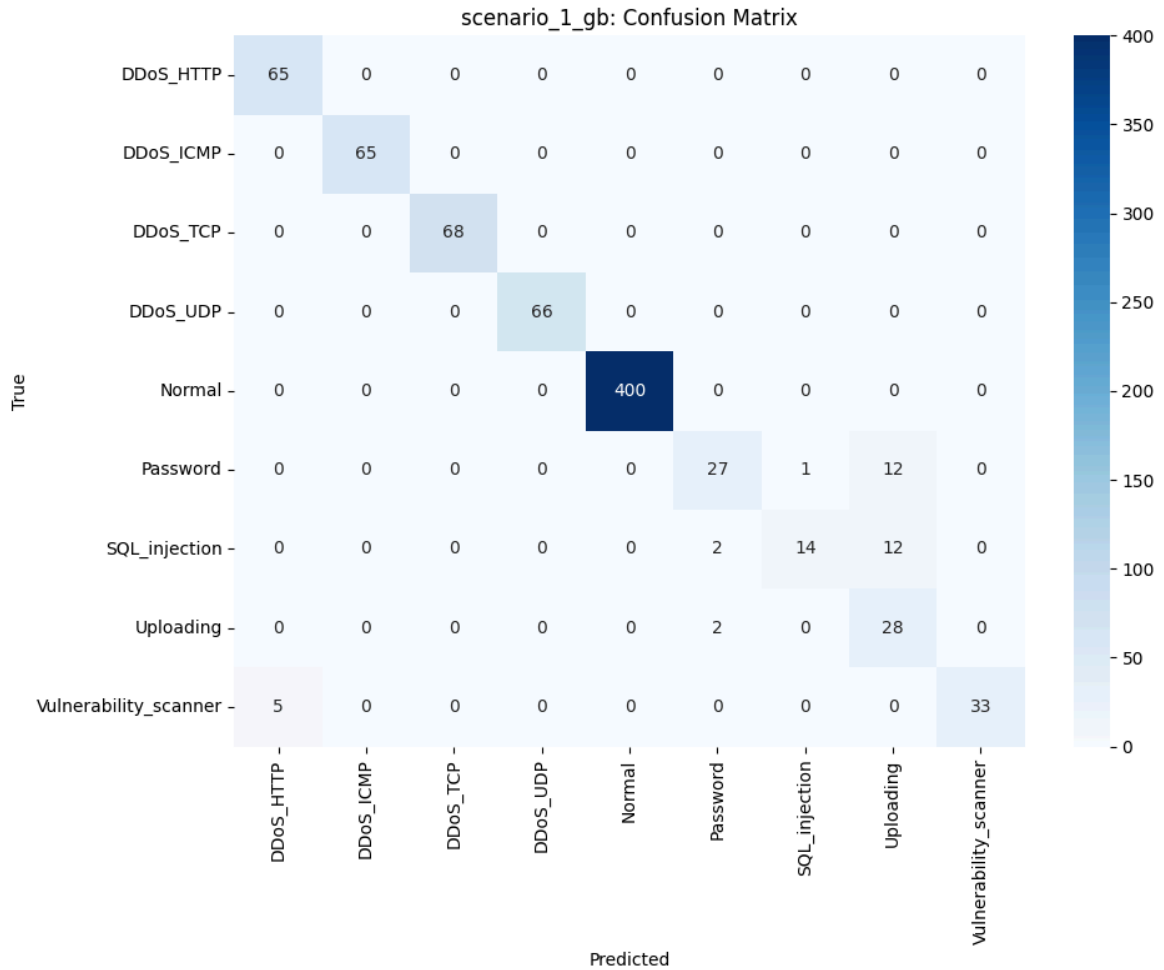 scenario_1_gb: Confusion Matrix
True
DDoS_HTTP 65 0 0 0 0 0 0 0 0
DDoS_ICMP 0 65 0 0 0 0 0 0 0
DDoS_TCP 0 0 68 0 0 0 0 0 0
DDoS_UDP 0 0 0 66 0 0 0 0 0
Normal 0 0 0 0 400 0 0 0 0
Password 0 0 0 0 0 27 1 12 0
SQL_injection 0 0 0 0 0 2 14 12 0
Uploading 0 0 0 0 0 2 0 28 0
Vulnerability_scanner 5 0 0 0 0 0 0 0 33
DDoS_HTTP
DDoS_ICMP
DDoS_TCP
DDoS_UDP
Normal
Password
SQL_injection
Uploading
Vulnerability_scanner
Predicted
400
350
300
250
200
150
100
50
0